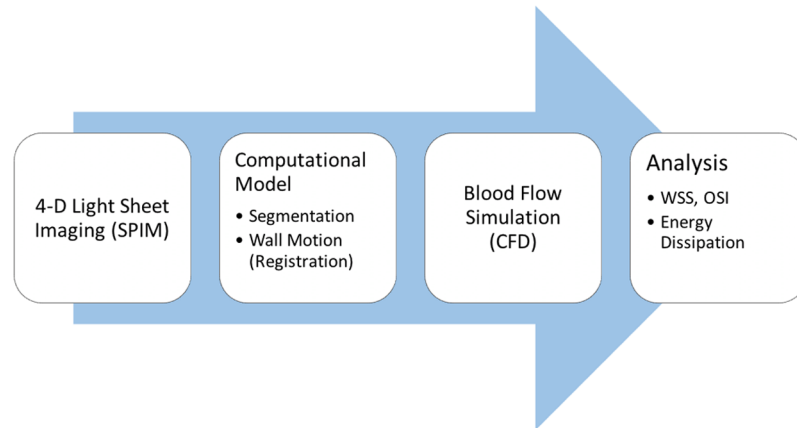 4-D Light Sheet
Imaging (SPIM)
Computational
Model
• Segmentation
• Wall Motion
(Registration)
Blood Flow
Simulation
(CFD)
Analysis
• WSS, OSI
• Energy
Dissipation